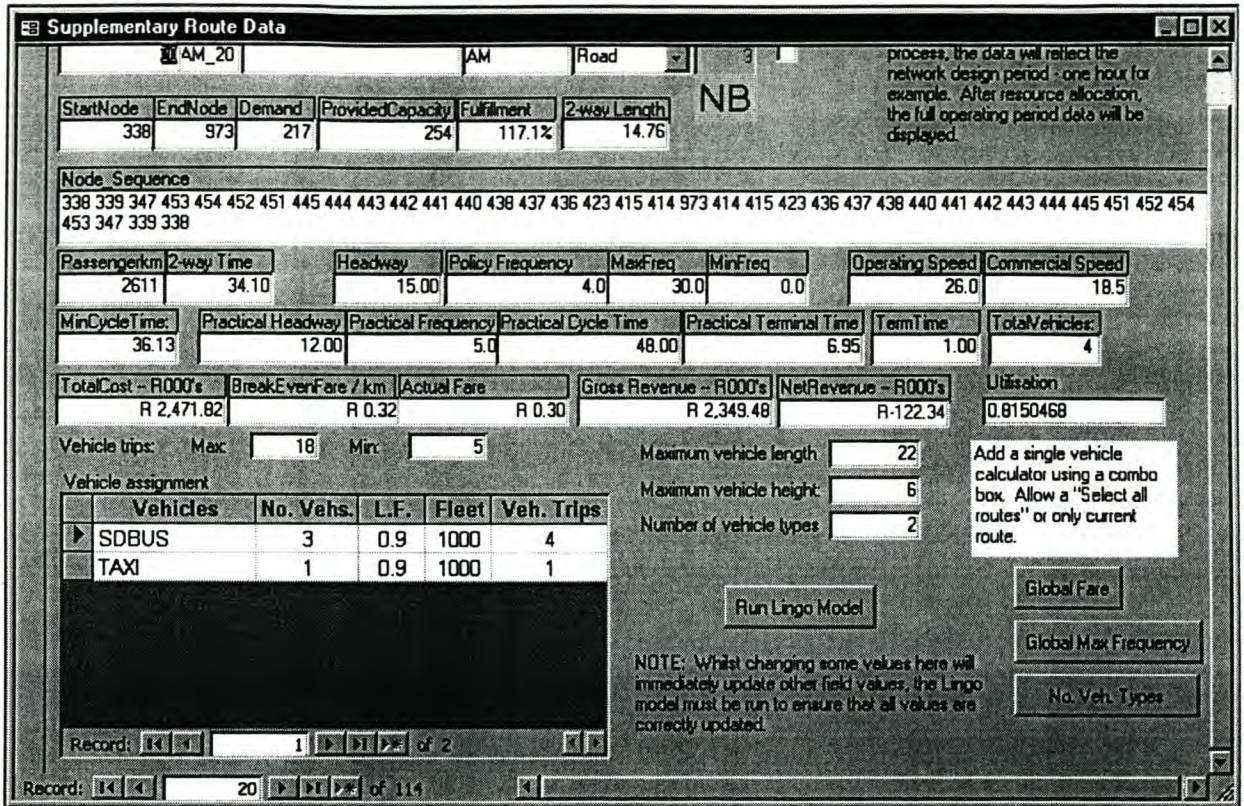 Supplementary Route Data
AM_20 AM Road 3
process, the data will reflect the
network design period - one hour for
example. After resource allocation,
the full operating period data will be
displayed.
NB
StartNode EndNode Demand ProvidedCapacity Fulfillment 2-way Length
338 973 217 254 117.1% 14.76
Node_Sequence
338 339 347 453 454 452 451 445 444 443 442 441 440 438 437 436 423 415 414 973 414 415 423 436 437 438 440 441 442 443 444 445 451 452 454
453 347 339 338
Passengerkm 2-way Time Headway Policy Frequency MaxFreq MinFreq Operating Speed Commercial Speed
2611 34.10 15.00 4.0 30.0 0.0 26.0 18.5
MinCycleTime: Practical Headway Practical Frequency Practical Cycle Time Practical Terminal Time TermTime TotalVehicles:
36.13 12.00 5.0 48.00 6.95 1.00 4
TotalCost - R000's BreakEvenFare / km Actual Fare Gross Revenue - R000's NetRevenue - R000's Utilisation
R 2,471.82 R 0.32 R 0.30 R 2,349.48 R-122.34 0.8150468
Vehicle trips: Max: 18 Min: 5
Maximum vehicle length 22
Maximum vehicle height: 6
Number of vehicle types 2
Add a single vehicle
calculator using a combo
box. Allow a "Select all
routes" or only current
route.
Vehicle assignment
Vehicles No. Vehs. L.F. Fleet Veh. Trips
SDBUS 3 0.9 1000 4
TAXI 1 0.9 1000 1
Run Lingo Model
Global Fare
Global Max Frequency
No. Veh. Types
NOTE: Whilst changing some values here will
immediately update other field values, the Lingo
model must be run to ensure that all values are
correctly updated.
Record: 1 of 2
Record: 20 of 114